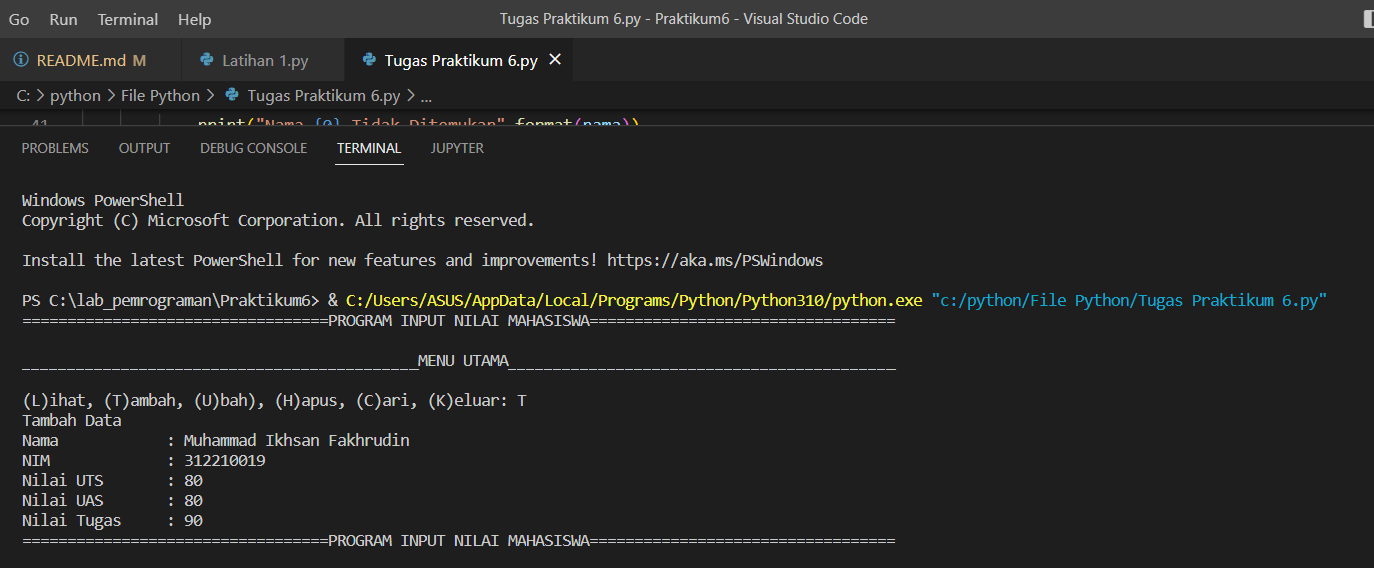 Go Run Terminal Help Tugas Praktikum 6.py - Praktikum6 - Visual Studio Code
README.md M Latihan 1.py Tugas Praktikum 6.py
C: > python > File Python > Tugas Praktikum 6.py > ...
41 print("Nama {0} Tidak Ditemukan".format(nama))
PROBLEMS OUTPUT DEBUG CONSOLE TERMINAL JUPYTER
Windows PowerShell
Copyright (C) Microsoft Corporation. All rights reserved.
Install the latest PowerShell for new features and improvements! https://aka.ms/PSWindows
PS C:\lab_pemrograman\Praktikum6> & C:/Users/ASUS/AppData/Local/Programs/Python/Python310/python.exe "c:/python/File Python/Tugas Praktikum 6.py"
==================================PROGRAM INPUT NILAI MAHASISWA==================================
____________________________________________MENU UTAMA___________________________________________
(L)ihat, (T)ambah, (U)bah), (H)apus, (C)ari, (K)eluar: T
Tambah Data
Nama : Muhammad Ikhsan Fakhrudin
NIM : 312210019
Nilai UTS : 80
Nilai UAS : 80
Nilai Tugas : 90
==================================PROGRAM INPUT NILAI MAHASISWA==================================